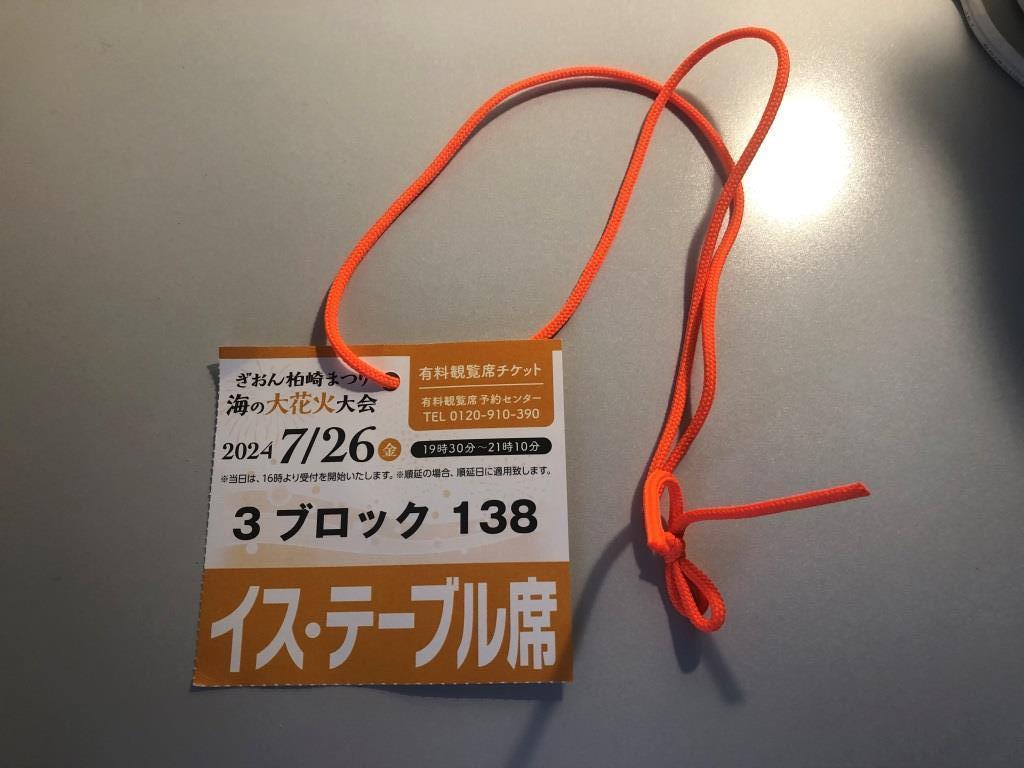 ぎおん柏崎まつり
海の大花火大会
有料観覧席チケット
有料観覧席予約センター
TEL 0120-910-390
2024 7/26 金
19時30分～21時10分
※当日は、16時より受付を開始いたします。※順延の場合、順延日に適用致します。
3 ブロック 138
イス・テーブル席